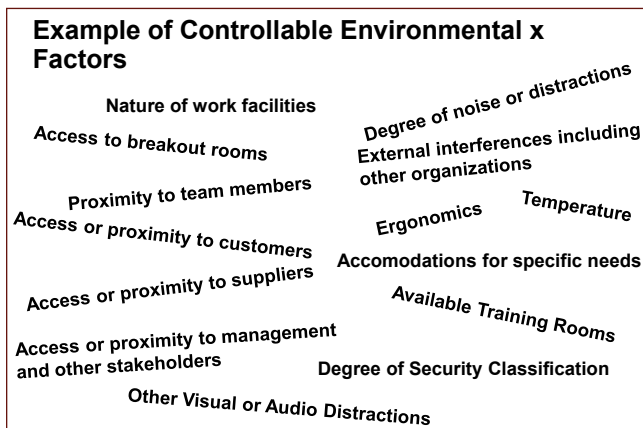 Example of Controllable Environmental x
Factors
Nature of work facilities
Access to breakout rooms
Proximity to team members
Access or proximity to customers
Access or proximity to suppliers
Access or proximity to management
and other stakeholders
Other Visual or Audio Distractions
Degree of noise or distractions
External interferences including
other organizations
Ergonomics
Temperature
Accomodations for specific needs
Available Training Rooms
Degree of Security Classification